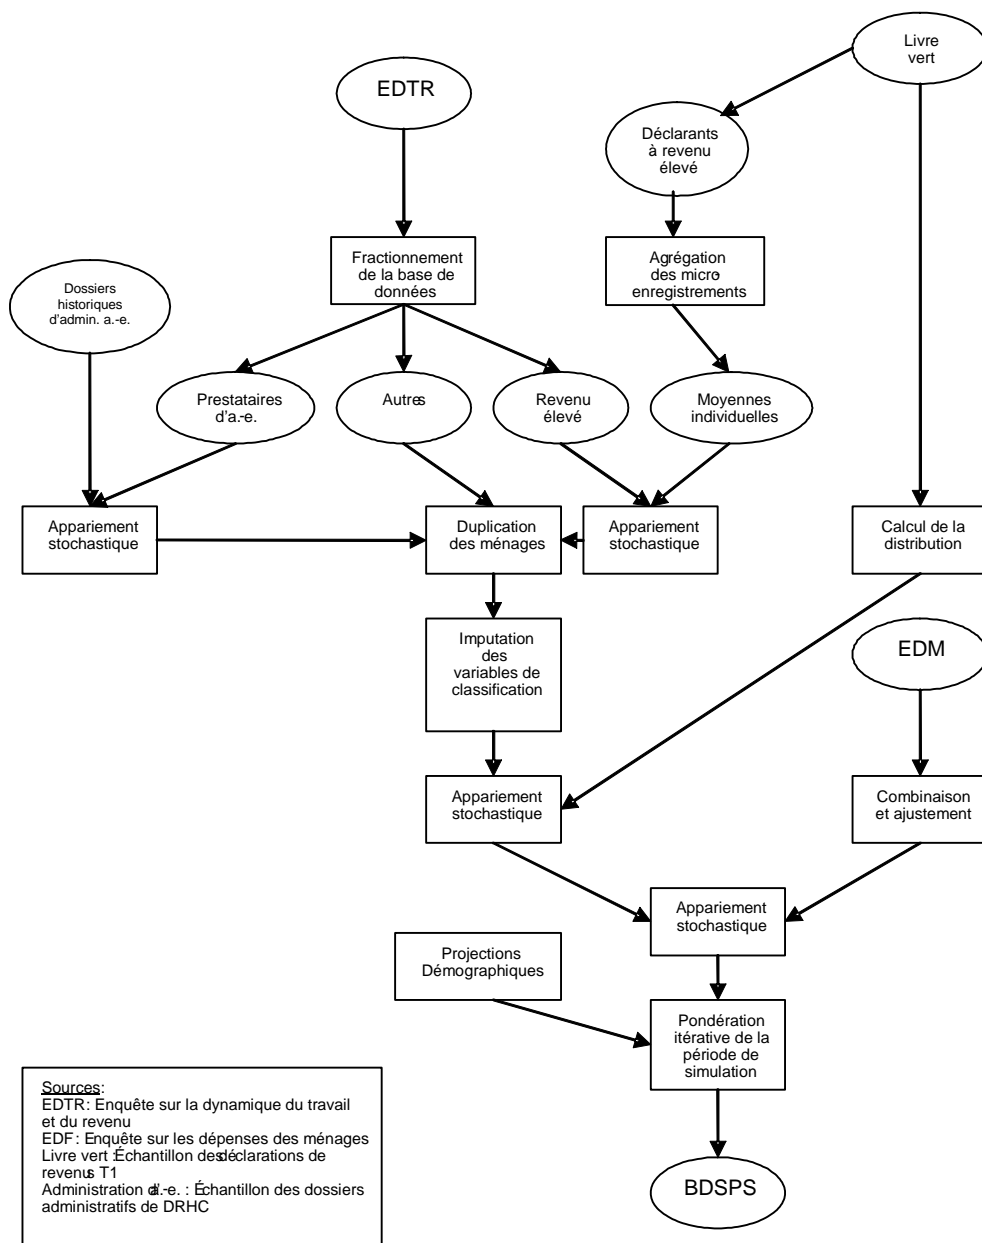 Livre
vert
EDTR
Déclarants
à revenu
élevé
Fractionnement
de la base de
données
Agrégation
des micro-
enregistrements
Dossiers
historiques
d'admin. a.-e.
Prestataires
d'a.-e.
Autres
Revenu
élevé
Moyennes
individuelles
Appariement
stochastique
Duplication
des ménages
Appariement
stochastique
Calcul de la
distribution
Imputation
des
variables de
classification
EDM
Appariement
stochastique
Combinaison
et ajustement
Appariement
stochastique
Projections
Démographiques
Pondération
itérative de la
période de
simulation
BDSPS
Sources:
EDTR: Enquête sur la dynamique du travail
et du revenu
EDF: Enquête sur les dépenses des ménages
Livre vert :Échantillon des déclarations de
revenus T1
Administration d'.-e. : Échantillon des dossiers
administratifs de DRHC